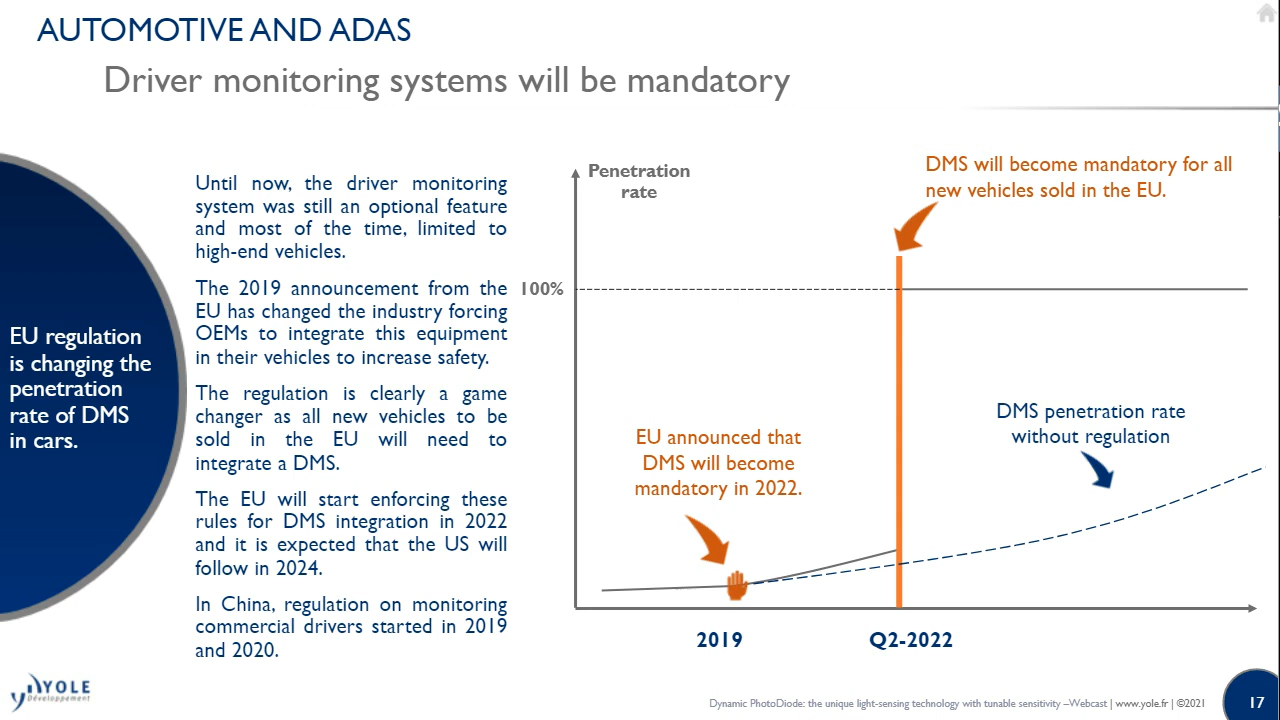 AUTOMOTIVE AND ADAS
Driver monitoring systems will be mandatory
EU regulation
is changing the
penetration
rate of DMS
in cars.
Until now, the driver monitoring
system was still an optional feature
and most of the time, limited to
high-end vehicles.
The 2019 announcement from the
EU has changed the industry forcing
OEMs to integrate this equipment
in their vehicles to increase safety.
The regulation is clearly a game
changer as all new vehicles to be
sold in the EU will need to
integrate a DMS.
The EU will start enforcing these
rules for DMS integration in 2022
and it is expected that the US will
follow in 2024.
In China, regulation on monitoring
commercial drivers started in 2019
and 2020.
Penetration
rate
100%
DMS will become mandatory for all
new vehicles sold in the EU.
EU announced that
DMS will become
mandatory in 2022.
DMS penetration rate
without regulation
2019
Q2-2022
YOLE
Développement
Dynamic PhotoDiode: the unique light-sensing technology with tunable sensitivity –Webcast | www.yole.fr | ©2021
17